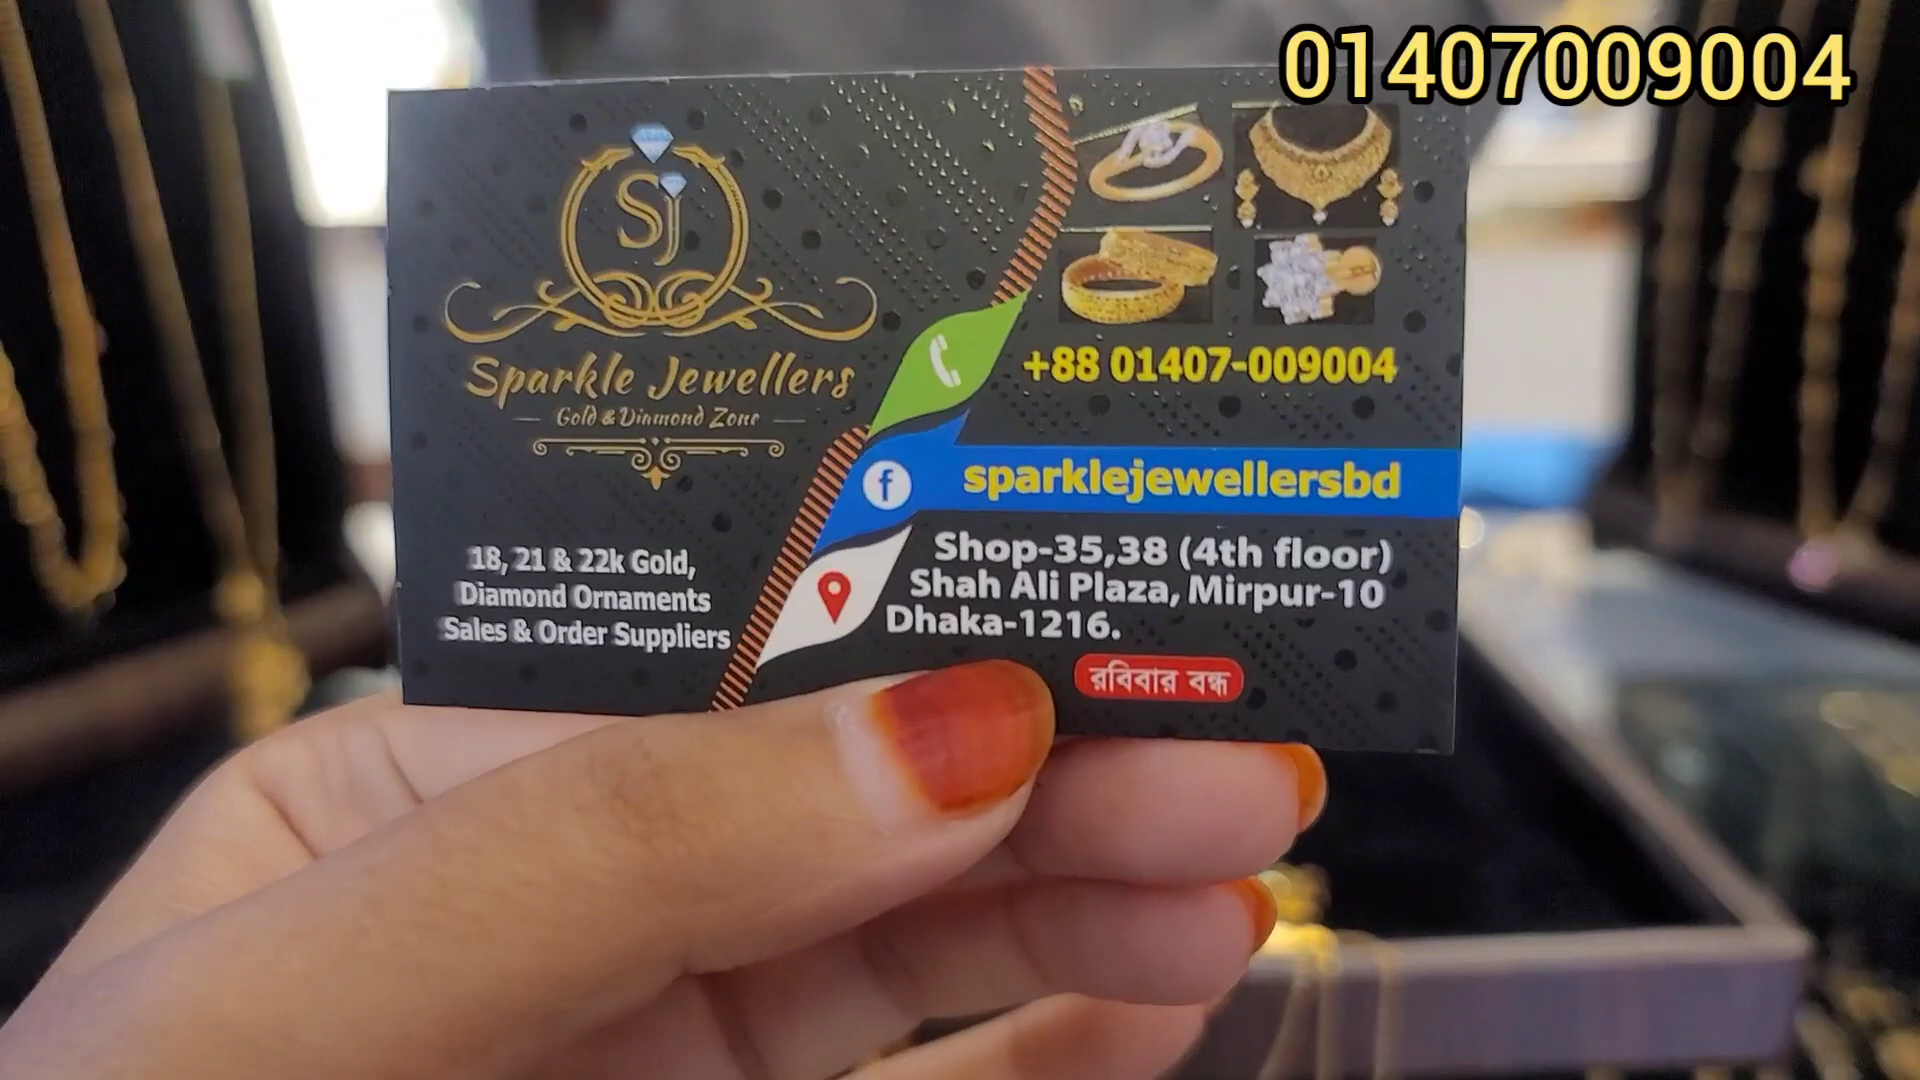 01407009004
SJ
Sparkle Jewellers
Gold & Diamond Zone
18, 21 & 22k Gold,
Diamond Ornaments
Sales & Order Suppliers
+88 01407-009004
f sparklejewellersbd
Shop-35,38 (4th floor)
Shah Ali Plaza, Mirpur-10
Dhaka-1216.
রবিবার বন্ধ